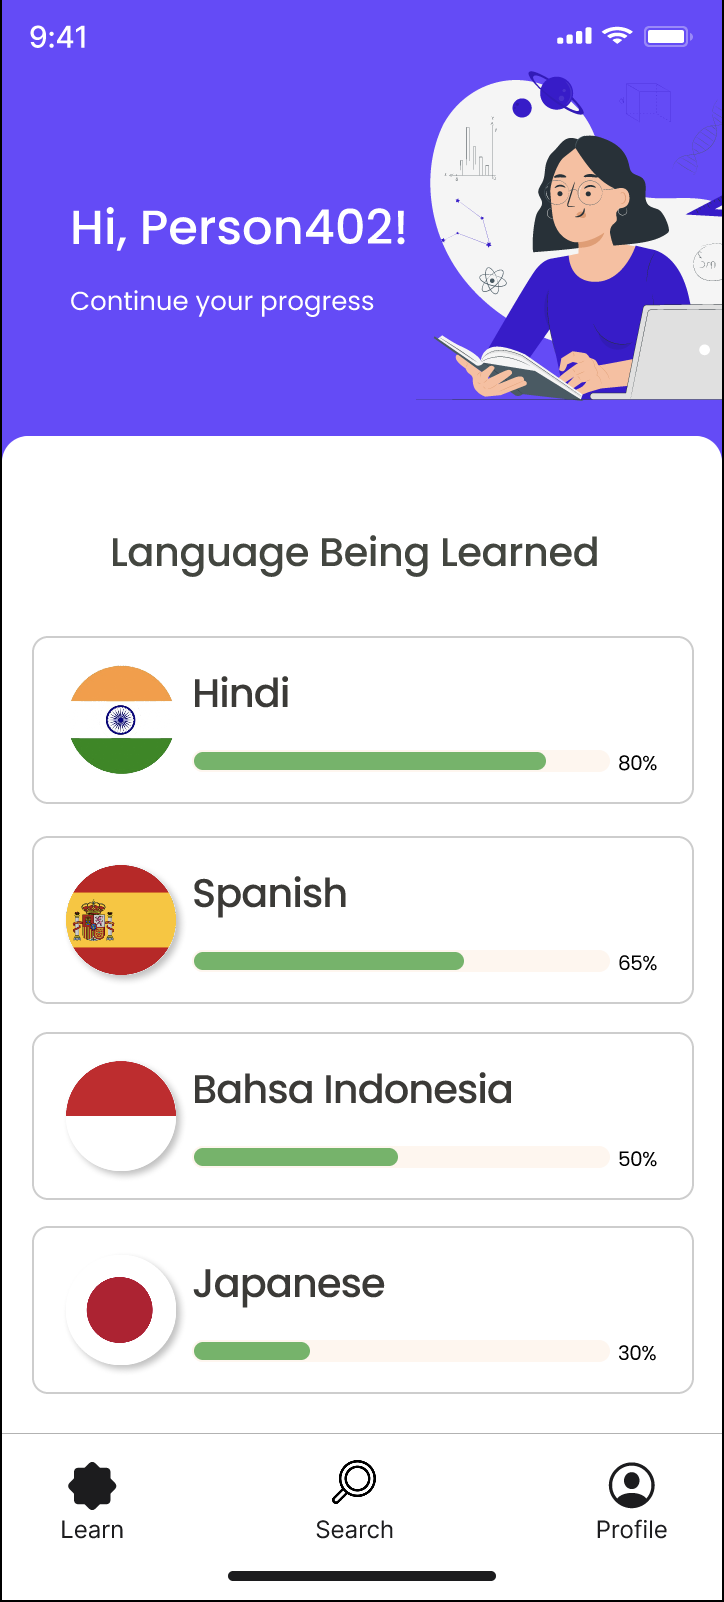 9:41
Hi, Person402!
Continue your progress
Language Being Learned
Hindi
80%
Spanish
65%
Bahsa Indonesia
50%
Japanese
30%
Learn
Search
Profile